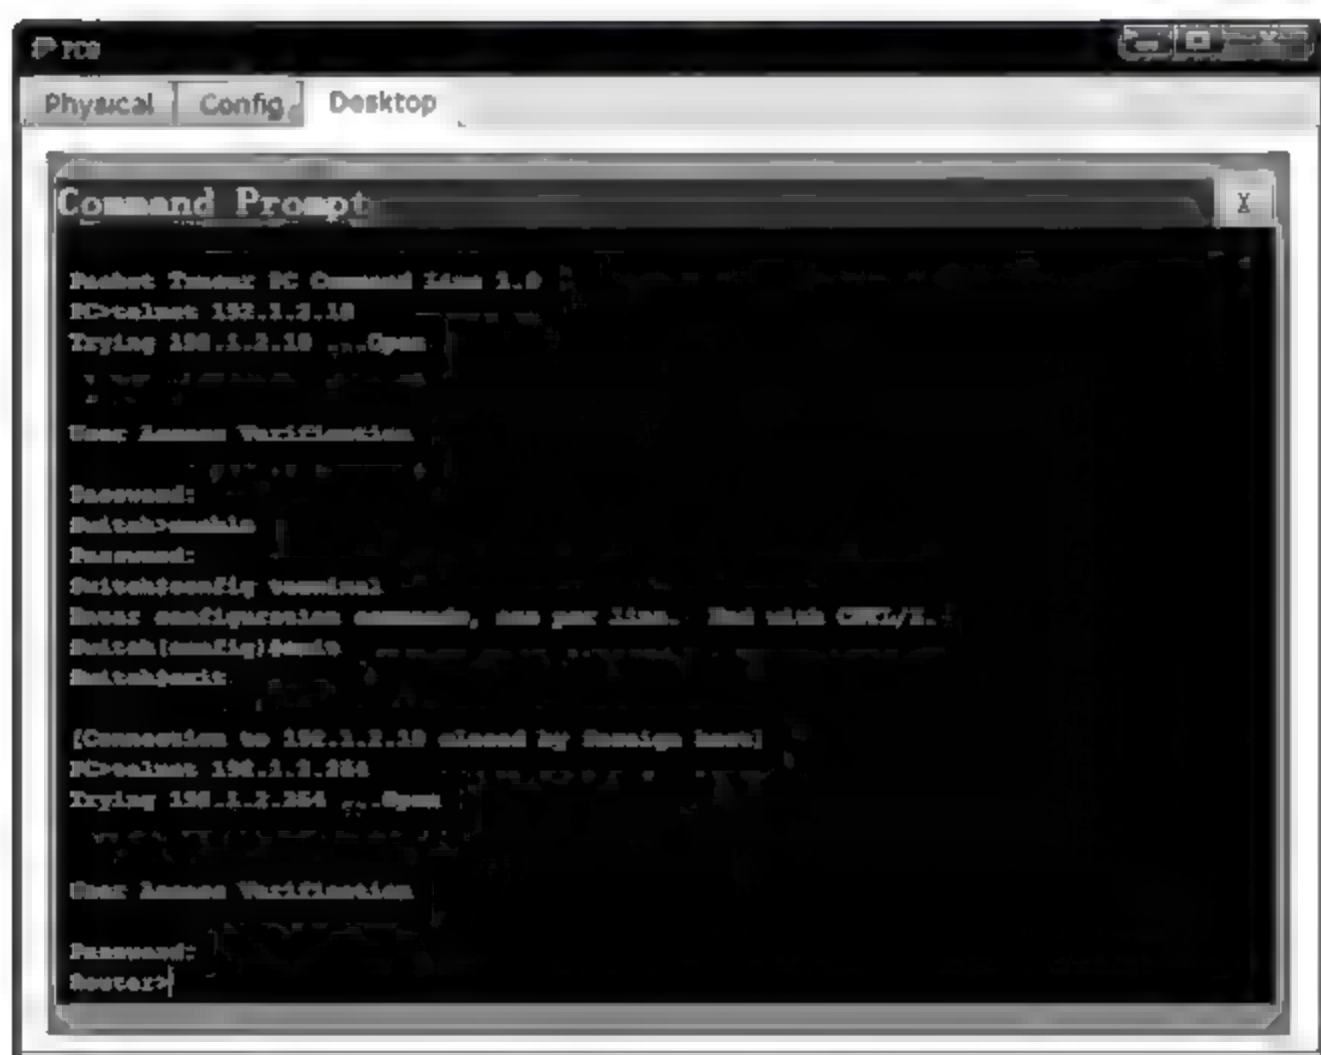 PC0
Physical Config Desktop
Command Prompt
X
Packet Tracer PC Command Line 1.0
PC>telnet 192.1.2.10
Trying 192.1.2.10 ...Open
User Access Verification
Password:
Switch>enable
Password:
Switch#config terminal
Enter configuration commands, one per line. End with CNTL/Z.
Switch(config)#exit
Switch#exit
[Connection to 192.1.2.10 closed by foreign host]
PC>telnet 192.1.2.254
Trying 192.1.2.254 ...Open
User Access Verification
Password:
Router>